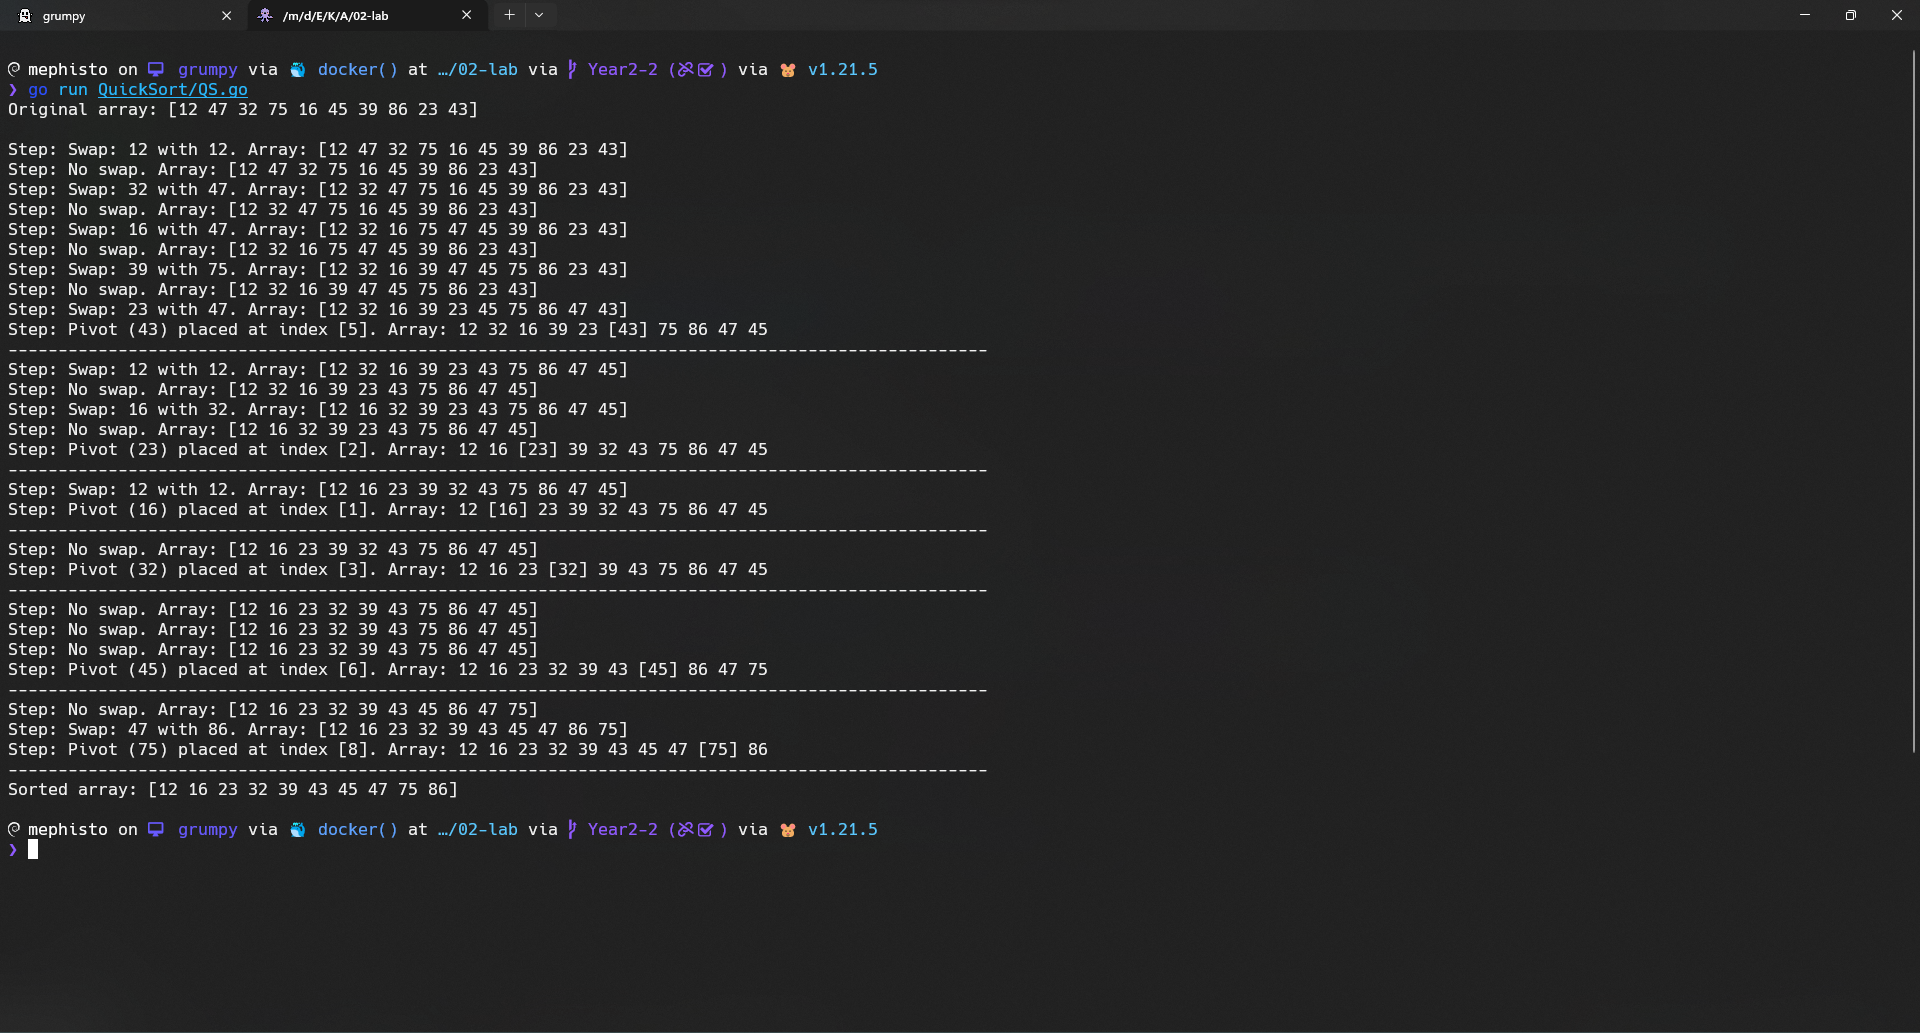 grumpy
/m/d/E/K/A/02-lab
mephisto on grumpy via docker() at …/02-lab via Year2-2 ( ) via v1.21.5
❯ go run QuickSort/QS.go
Original array: [12 47 32 75 16 45 39 86 23 43]
Step: Swap: 12 with 12. Array: [12 47 32 75 16 45 39 86 23 43]
Step: No swap. Array: [12 47 32 75 16 45 39 86 23 43]
Step: Swap: 32 with 47. Array: [12 32 47 75 16 45 39 86 23 43]
Step: No swap. Array: [12 32 47 75 16 45 39 86 23 43]
Step: Swap: 16 with 47. Array: [12 32 16 75 47 45 39 86 23 43]
Step: No swap. Array: [12 32 16 75 47 45 39 86 23 43]
Step: Swap: 39 with 75. Array: [12 32 16 39 47 45 75 86 23 43]
Step: No swap. Array: [12 32 16 39 47 45 75 86 23 43]
Step: Swap: 23 with 47. Array: [12 32 16 39 23 45 75 86 47 43]
Step: Pivot (43) placed at index [5]. Array: 12 32 16 39 23 [43] 75 86 47 45
--------------------------------------------------------------------------------------------------
Step: Swap: 12 with 12. Array: [12 32 16 39 23 43 75 86 47 45]
Step: No swap. Array: [12 32 16 39 23 43 75 86 47 45]
Step: Swap: 16 with 32. Array: [12 16 32 39 23 43 75 86 47 45]
Step: No swap. Array: [12 16 32 39 23 43 75 86 47 45]
Step: Pivot (23) placed at index [2]. Array: 12 16 [23] 39 32 43 75 86 47 45
--------------------------------------------------------------------------------------------------
Step: Swap: 12 with 12. Array: [12 16 23 39 32 43 75 86 47 45]
Step: Pivot (16) placed at index [1]. Array: 12 [16] 23 39 32 43 75 86 47 45
--------------------------------------------------------------------------------------------------
Step: No swap. Array: [12 16 23 39 32 43 75 86 47 45]
Step: Pivot (32) placed at index [3]. Array: 12 16 23 [32] 39 43 75 86 47 45
--------------------------------------------------------------------------------------------------
Step: No swap. Array: [12 16 23 32 39 43 75 86 47 45]
Step: No swap. Array: [12 16 23 32 39 43 75 86 47 45]
Step: No swap. Array: [12 16 23 32 39 43 75 86 47 45]
Step: Pivot (45) placed at index [6]. Array: 12 16 23 32 39 43 [45] 86 47 75
--------------------------------------------------------------------------------------------------
Step: No swap. Array: [12 16 23 32 39 43 45 86 47 75]
Step: Swap: 47 with 86. Array: [12 16 23 32 39 43 45 47 86 75]
Step: Pivot (75) placed at index [8]. Array: 12 16 23 32 39 43 45 47 [75] 86
--------------------------------------------------------------------------------------------------
Sorted array: [12 16 23 32 39 43 45 47 75 86]
mephisto on grumpy via docker() at …/02-lab via Year2-2 ( ) via v1.21.5
❯